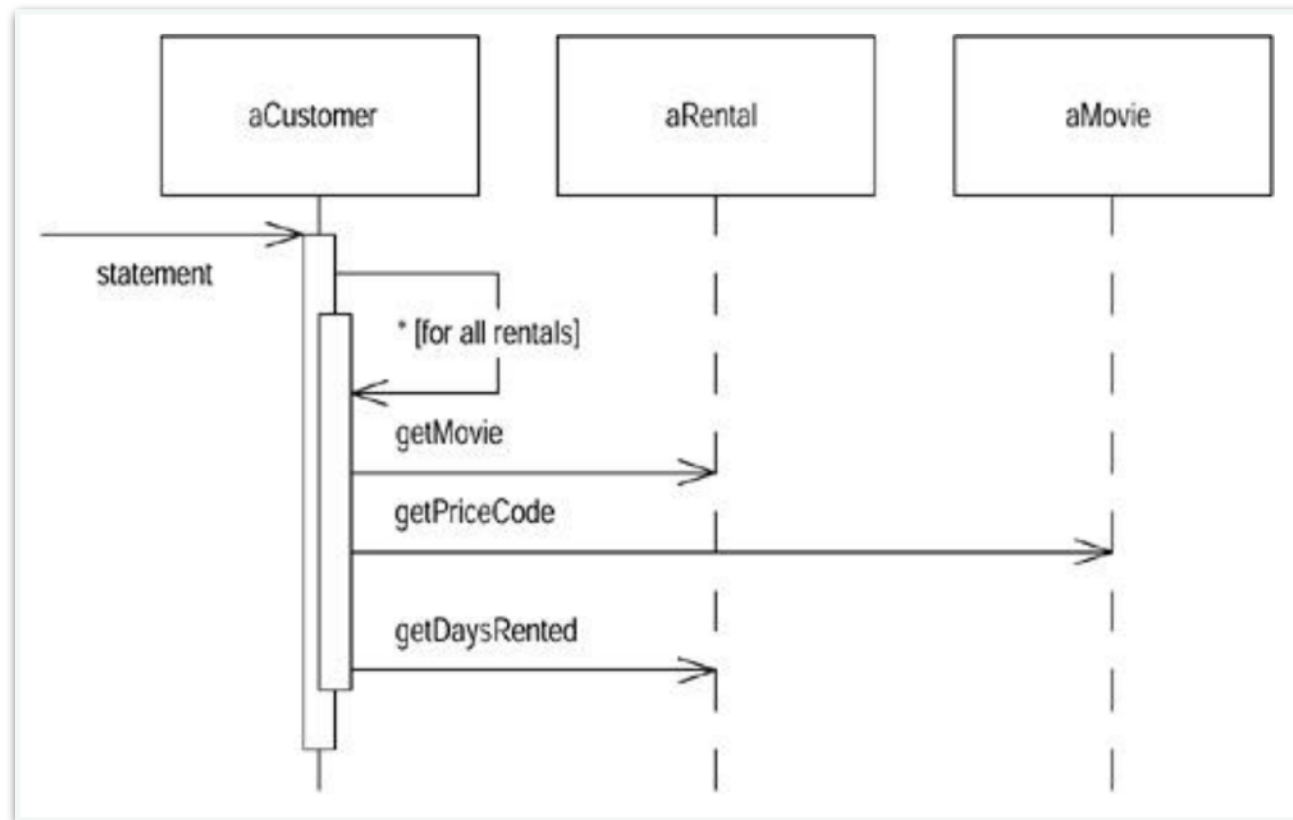 aCustomer
aRental
aMovie
statement
* [for all rentals]
getMovie
getPriceCode
getDaysRented